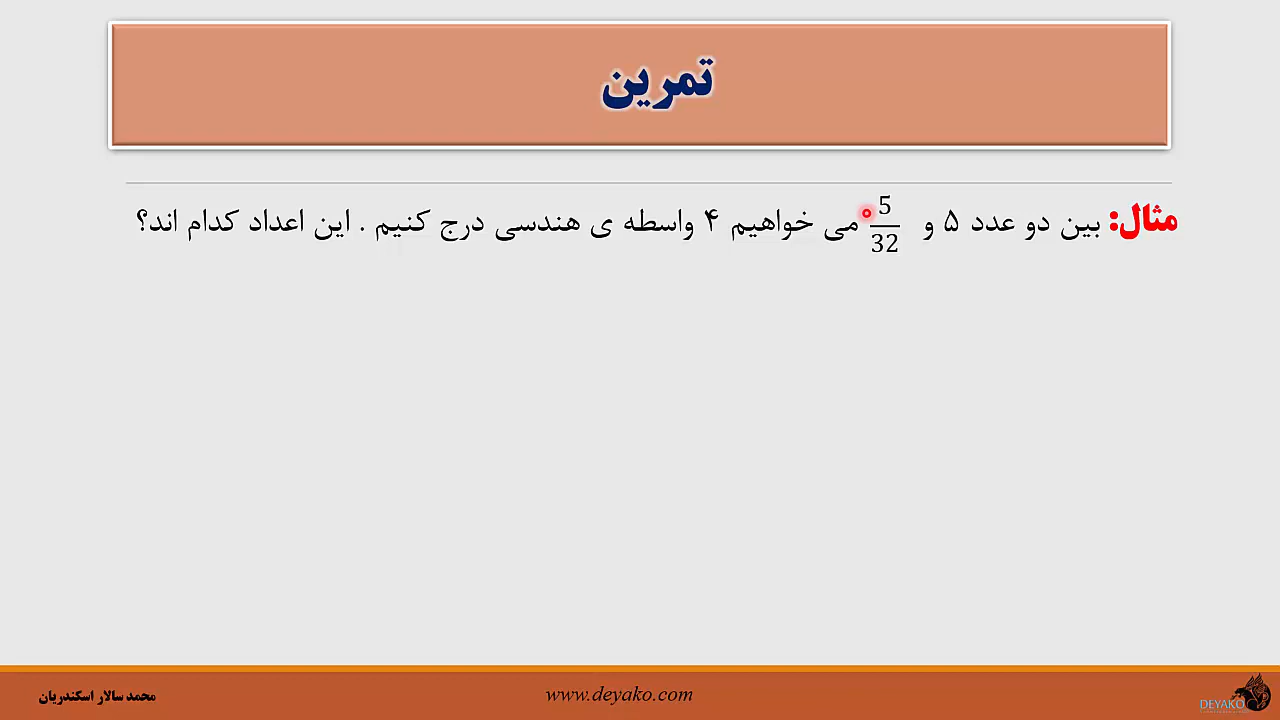 تمرین
مثال: بین دو عدد ۵ و 5/32 می خواهیم ۴ واسطه ی هندسی درج کنیم . این اعداد کدام اند؟
محمد سالار اسکندریان
www.deyako.com
DEYAKO